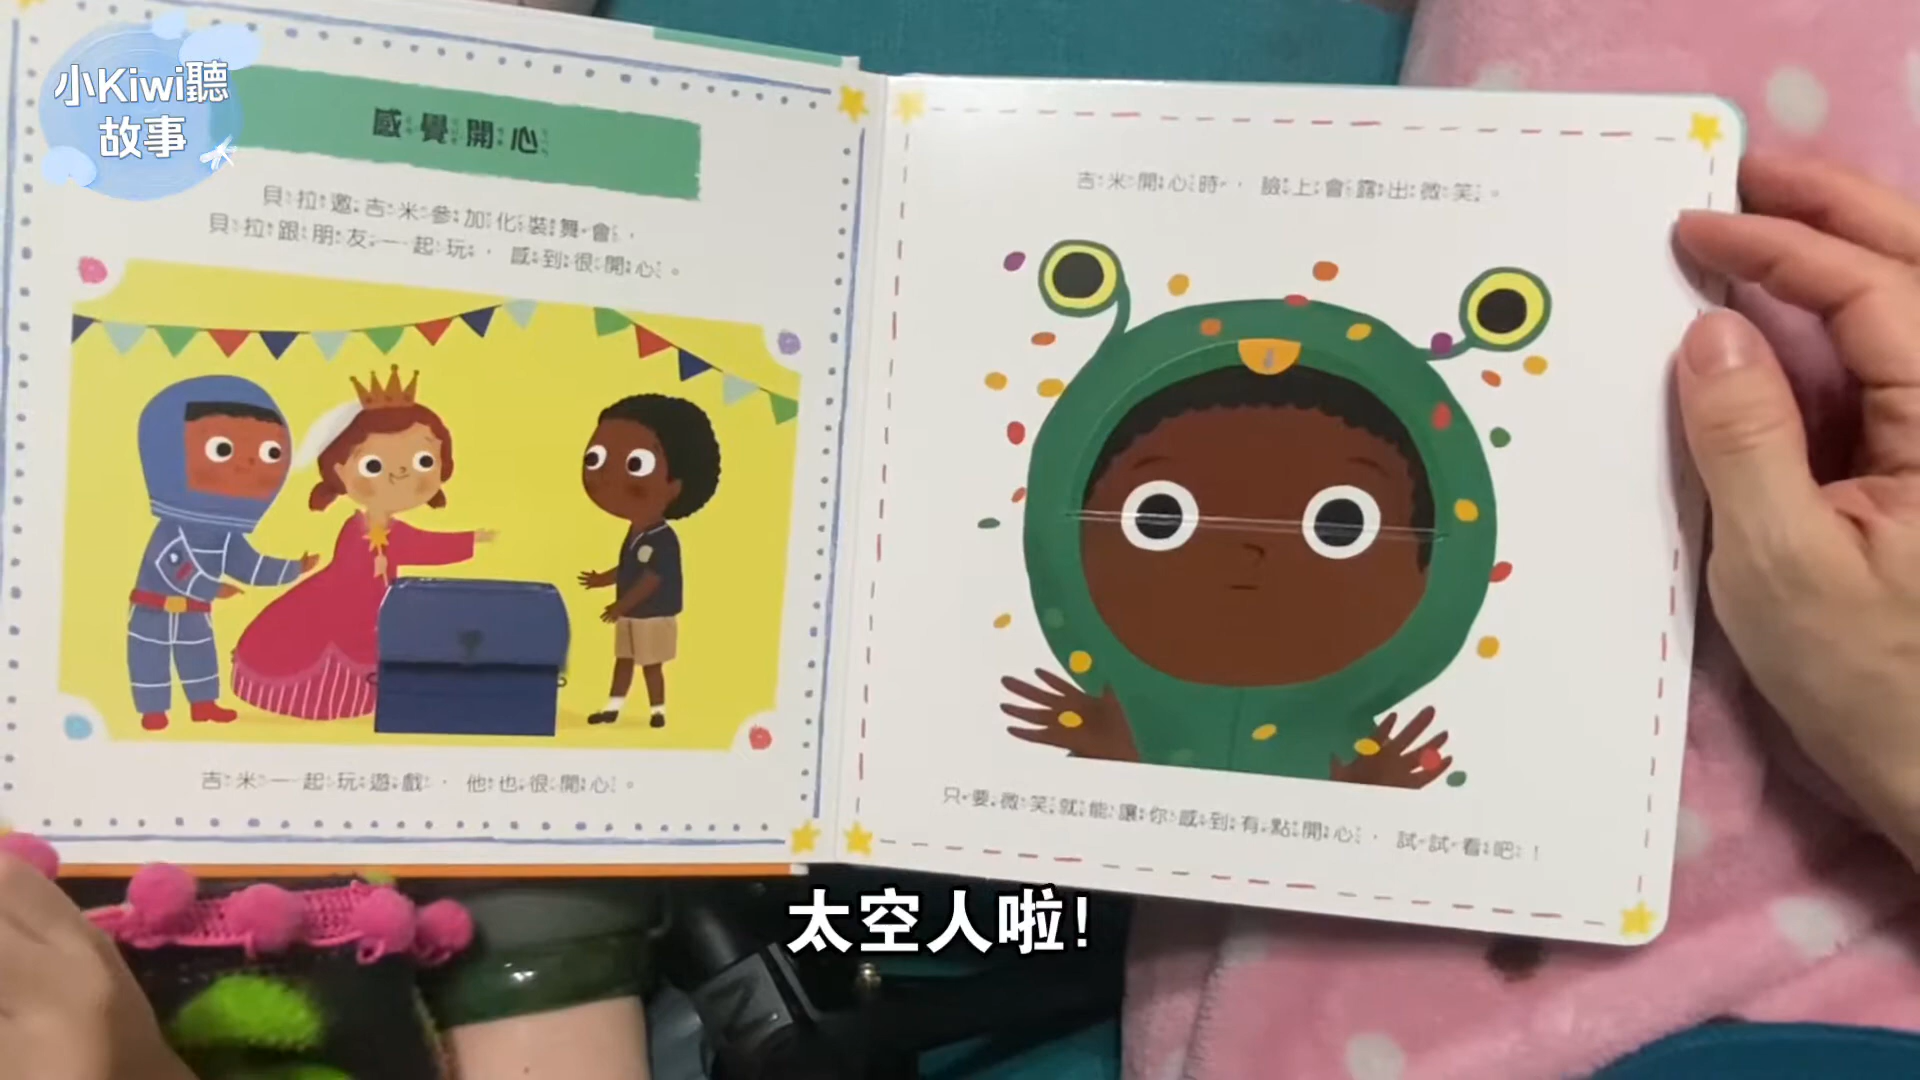 小Kiwi聽
故事
感覺開心
貝拉邀吉米參加化裝舞會，
貝拉跟朋友一起玩，感到很開心。
吉米一起玩遊戲，他也很開心。
吉米開心時，臉上會露出微笑。
只要微笑就能讓你感到有點開心，試試看吧！
太空人啦!